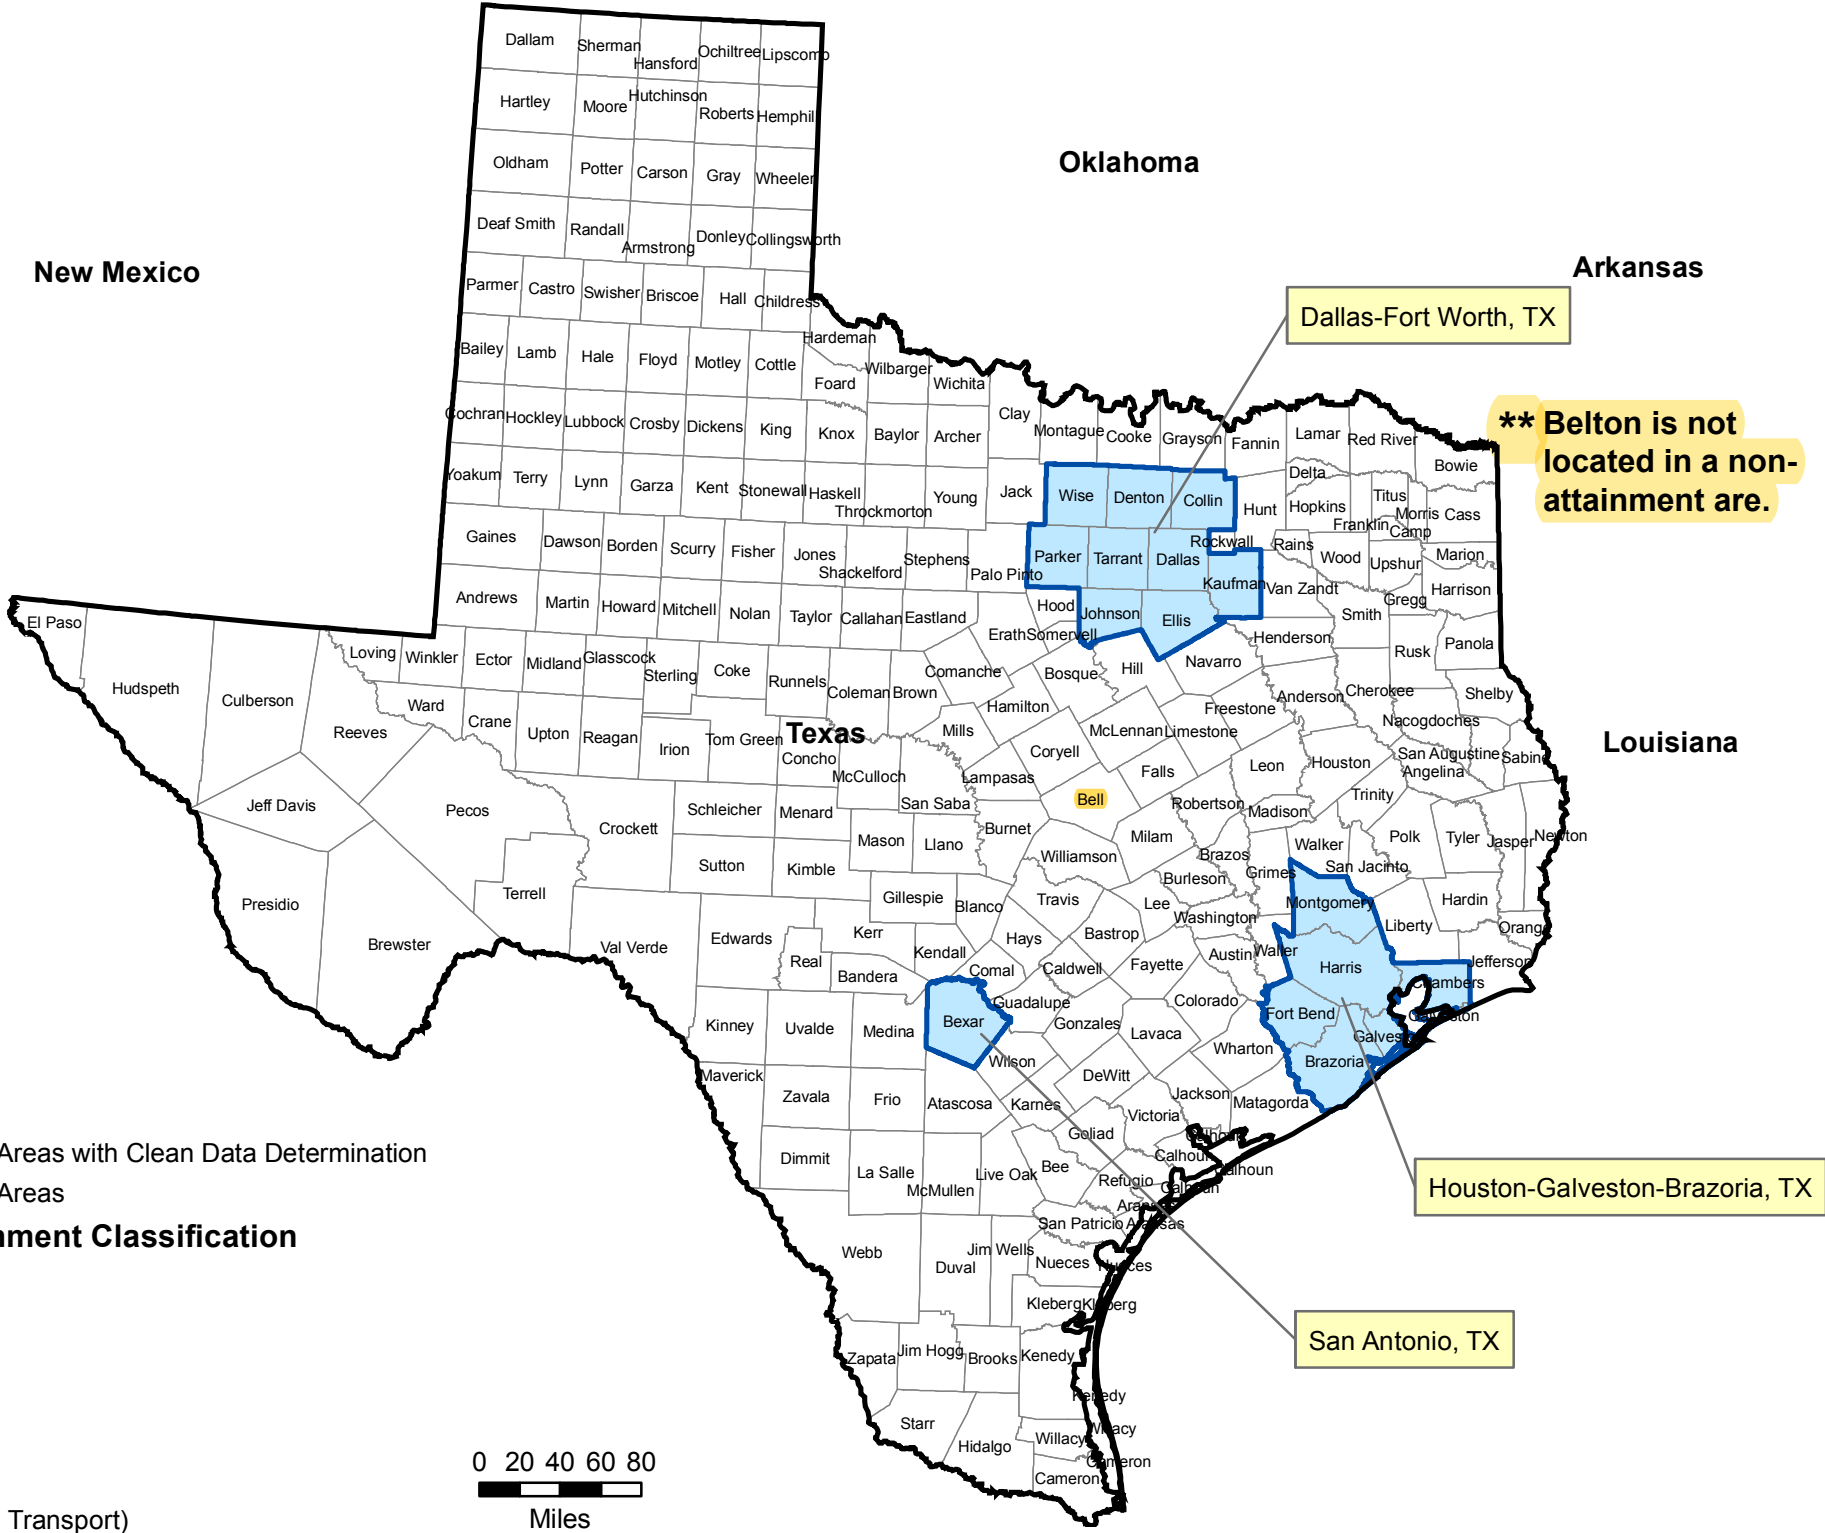 Dallam
Sherman
Hansford
Ochiltree
Lipscomb
Hartley
Moore
Hutchinson
Roberts
Hemphill
Oklahoma
Oldham
Potter
Carson
Gray
Wheeler
Deaf Smith
Randall
Armstrong
Donley
Collingsworth
New Mexico
Arkansas
Parmer
Castro
Swisher
Briscoe
Hall
Childress
Dallas-Fort Worth, TX
Hardeman
Bailey
Lamb
Hale
Floyd
Motley
Cottle
Foard
Wilbarger
Wichita
Clay
Cochran
Hockley
Lubbock
Crosby
Dickens
King
Knox
Baylor
Archer
Montague
Cooke
Grayson
Fannin
Lamar
Red River
Bowie
** Belton is not
located in a non-
attainment are.
Yoakum
Terry
Lynn
Garza
Kent
Stonewall
Haskell
Throckmorton
Young
Jack
Wise
Denton
Collin
Hunt
Delta
Hopkins
Franklin
Titus
Morris
Camp
Cass
Gaines
Dawson
Borden
Scurry
Fisher
Jones
Shackelford
Stephens
Palo Pinto
Parker
Tarrant
Dallas
Rockwall
Kaufman
Rains
Wood
Upshur
Marion
Harrison
Van Zandt
Gregg
Smith
Andrews
Martin
Howard
Mitchell
Nolan
Taylor
Callahan
Eastland
Erath
Hood
Somervell
Johnson
Ellis
Henderson
Rusk
Panola
El Paso
Hudspeth
Culberson
Reeves
Loving
Winkler
Ector
Midland
Glasscock
Sterling
Coke
Runnels
Coleman
Brown
Comanche
Hamilton
Bosque
Hill
Navarro
Anderson
Cherokee
Shelby
Nacogdoches
Freestone
Ward
Crane
Upton
Reagan
Irion
Tom Green
Texas
Concho
McCulloch
Mills
Coryell
McLennan
Limestone
Leon
Houston
San Augustine
Angelina
Sabine
Louisiana
Jeff Davis
Pecos
Crockett
Schleicher
Menard
San Saba
Lampasas
Bell
Falls
Robertson
Madison
Trinity
Mason
Llano
Burnet
Milam
Brazos
Walker
Polk
Tyler
Jasper
Newton
Sutton
Kimble
Williamson
Burleson
Grimes
San Jacinto
Terrell
Presidio
Brewster
Val Verde
Edwards
Gillespie
Blanco
Travis
Lee
Washington
Montgomery
Liberty
Hardin
Orange
Real
Kerr
Bandera
Kendall
Hays
Comal
Bastrop
Caldwell
Fayette
Austin
Waller
Harris
Jefferson
Chambers
Kinney
Uvalde
Medina
Bexar
Guadalupe
Gonzales
Lavaca
Colorado
Fort Bend
Galveston
Galveston
Wharton
Brazoria
Maverick
Zavala
Frio
Atascosa
Wilson
Karnes
DeWitt
Jackson
Matagorda
Victoria
Goliad
Calhoun
Calhoun
Calhoun
Calhoun
Dimmit
La Salle
McMullen
Live Oak
Bee
Refugio
Aransas
Aransas
San Patricio
Areas with Clean Data Determination
Areas
nment Classification
Houston-Galveston-Brazoria, TX
Webb
Duval
Jim Wells
Nueces
Nueces
Kleberg
Kleberg
San Antonio, TX
Zapata
Jim Hogg
Brooks
Kenedy
Kenedy
Starr
Hidalgo
Willacy
Willacy
Cameron
Cameron
0 20 40 60 80
Miles
Transport)